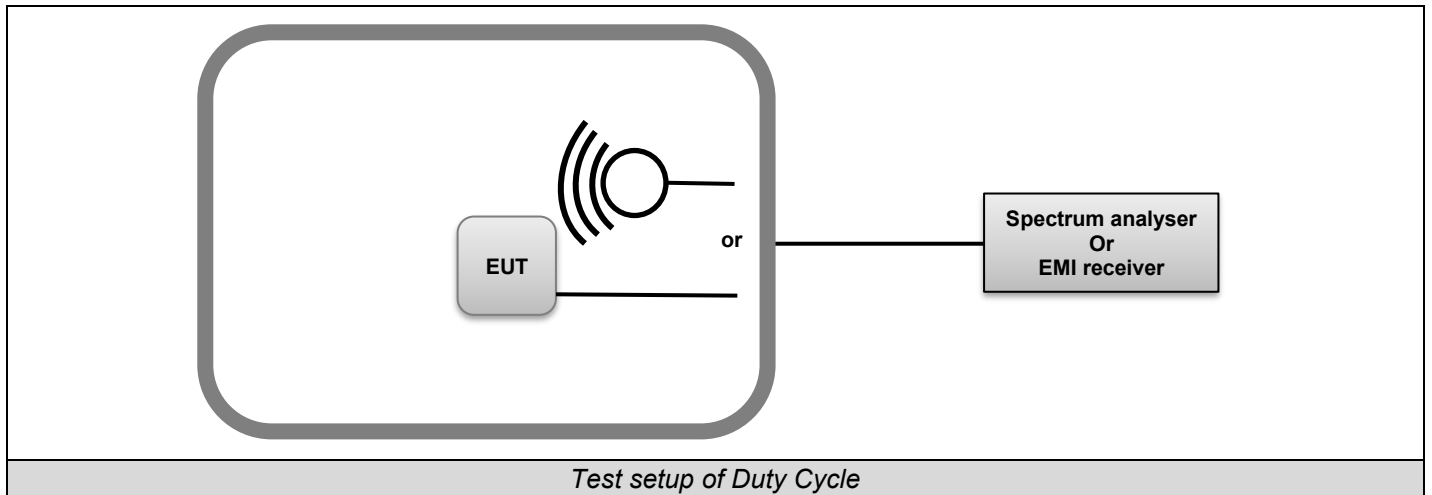 or
EUT
Spectrum analyser
Or
EMI receiver
Test setup of Duty Cycle